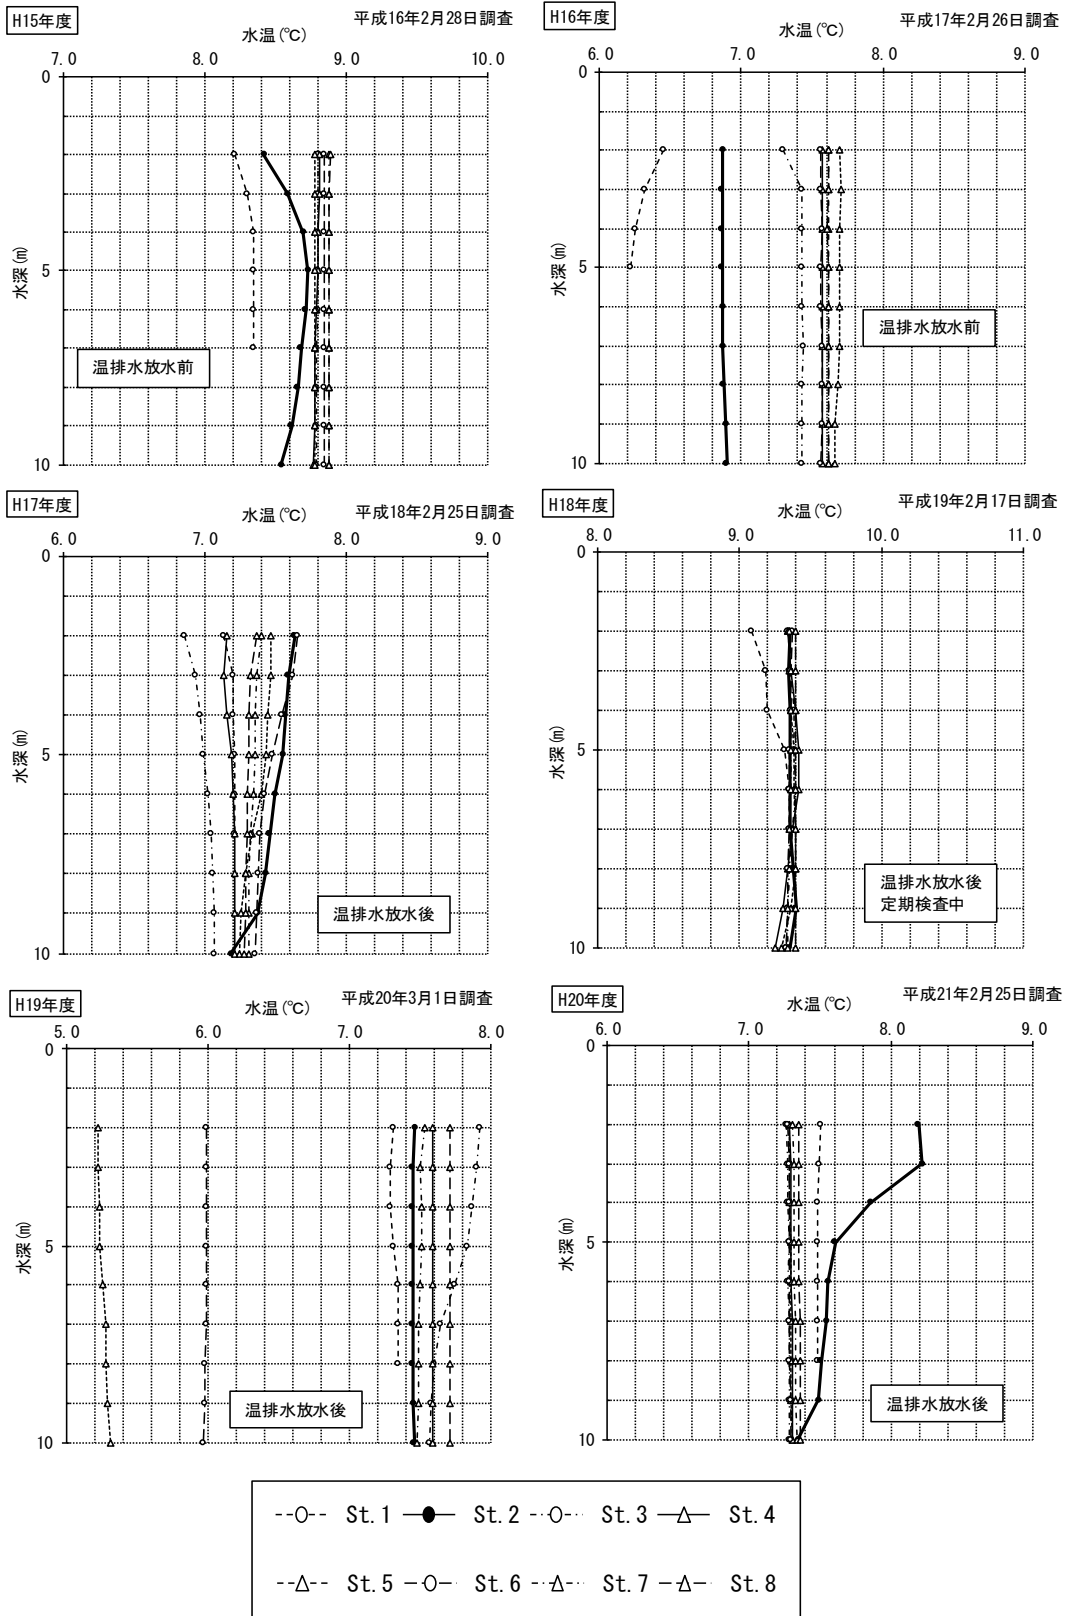 H15年度
平成16年2月28日調査
水温(℃)
7.0 8.0 9.0 10.0
0
5
10
水深(m)
温排水放水前
H16年度
平成17年2月26日調査
水温(℃)
6.0 7.0 8.0 9.0
0
5
10
水深(m)
温排水放水前
H17年度
平成18年2月25日調査
水温(℃)
6.0 7.0 8.0 9.0
0
5
10
水深(m)
温排水放水後
H18年度
平成19年2月17日調査
水温(℃)
8.0 9.0 10.0 11.0
0
5
10
水深(m)
温排水放水後
定期検査中
H19年度
平成20年3月1日調査
水温(℃)
5.0 6.0 7.0 8.0
0
5
10
水深(m)
温排水放水後
H20年度
平成21年2月25日調査
水温(℃)
6.0 7.0 8.0 9.0
0
5
10
水深(m)
温排水放水後
St.1 St.2 St.3 St.4
St.5 St.6 St.7 St.8